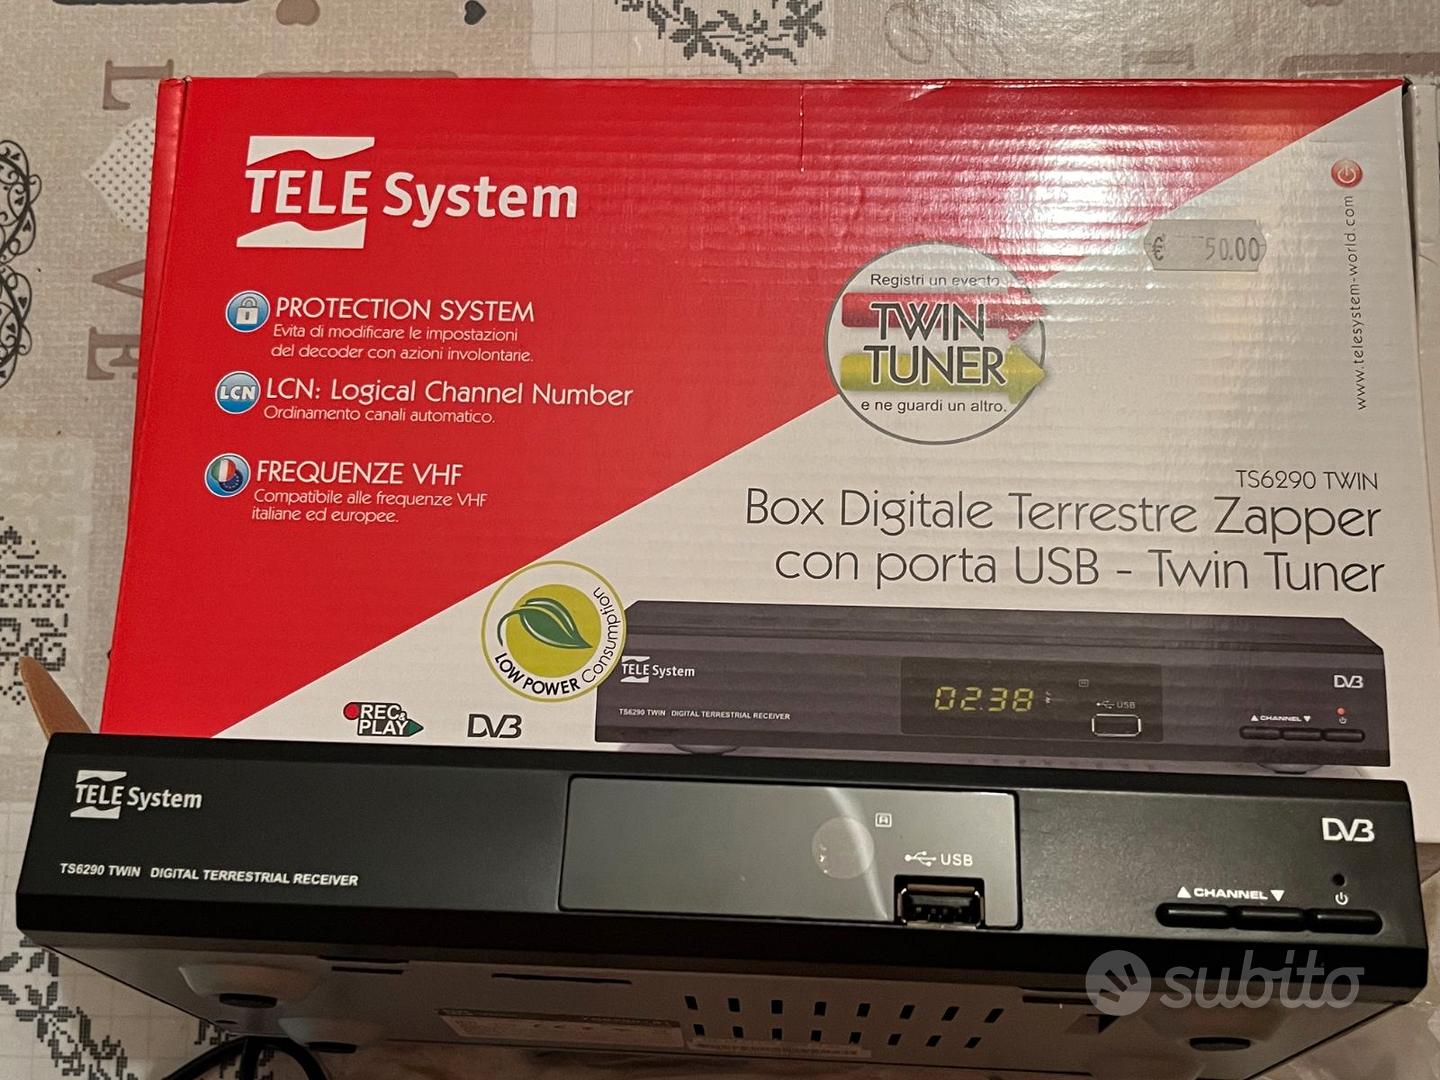 LOVE
TELE System
PROTECTION SYSTEM
Evita di modificare le impostazioni
del decoder con azioni involontarie.
LCN
LCN: Logical Channel Number
Ordinamento canali automatico.
FREQUENZE VHF
Compatibile alle frequenze VHF
italiane ed europee.
€ 50.00
www.telesystem-world.com
Registri un evento
TWIN
TUNER
e ne guardi un altro.
TS6290 TWIN
Box Digitale Terrestre Zapper
con porta USB - Twin Tuner
LOW POWER Consumption
REC&
PLAY
DVB
TELE System
TS6290 TWIN DIGITAL TERRESTRIAL RECEIVER
02.38
USB
DVB
▲ CHANNEL ▼
TELE System
TS6290 TWIN DIGITAL TERRESTRIAL RECEIVER
USB
DVB
▲ CHANNEL ▼
subito